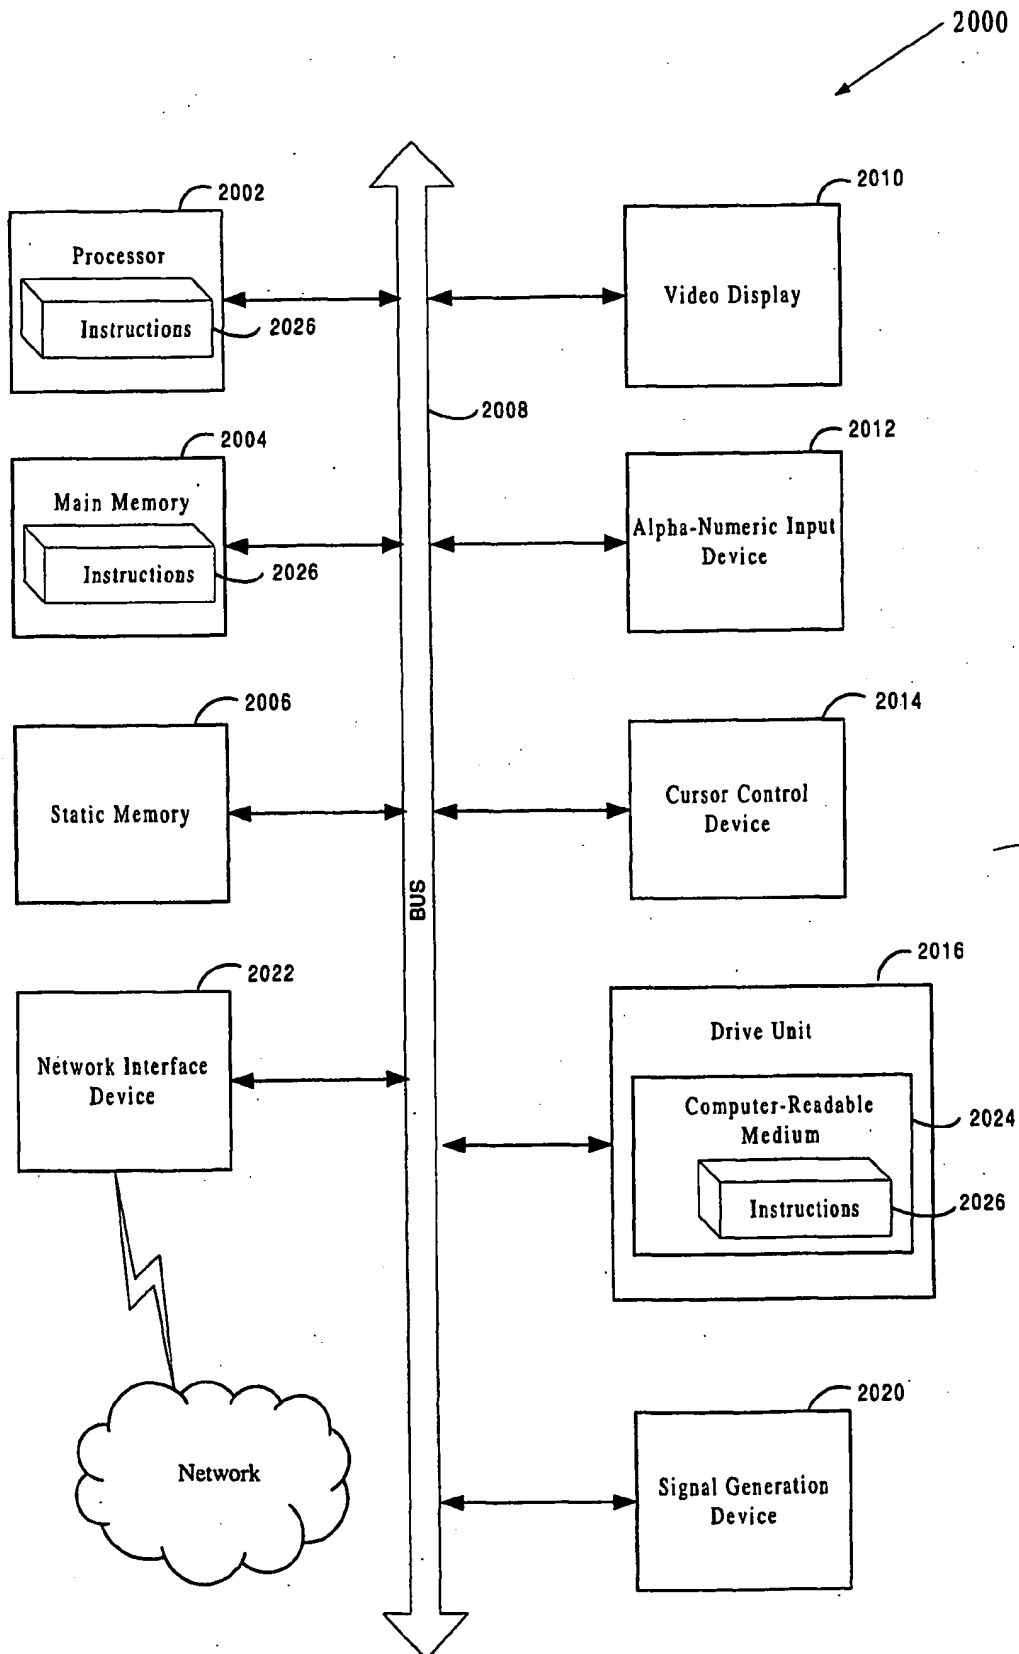 2000
2002
Processor
Instructions
2026
2010
Video Display
2008
2004
Main Memory
Instructions
2026
2012
Alpha-Numeric Input
Device
2006
Static Memory
2014
Cursor Control
Device
BUS
2022
Network Interface
Device
2016
Drive Unit
Computer-Readable
Medium
2024
Instructions
2026
Network
2020
Signal Generation
Device